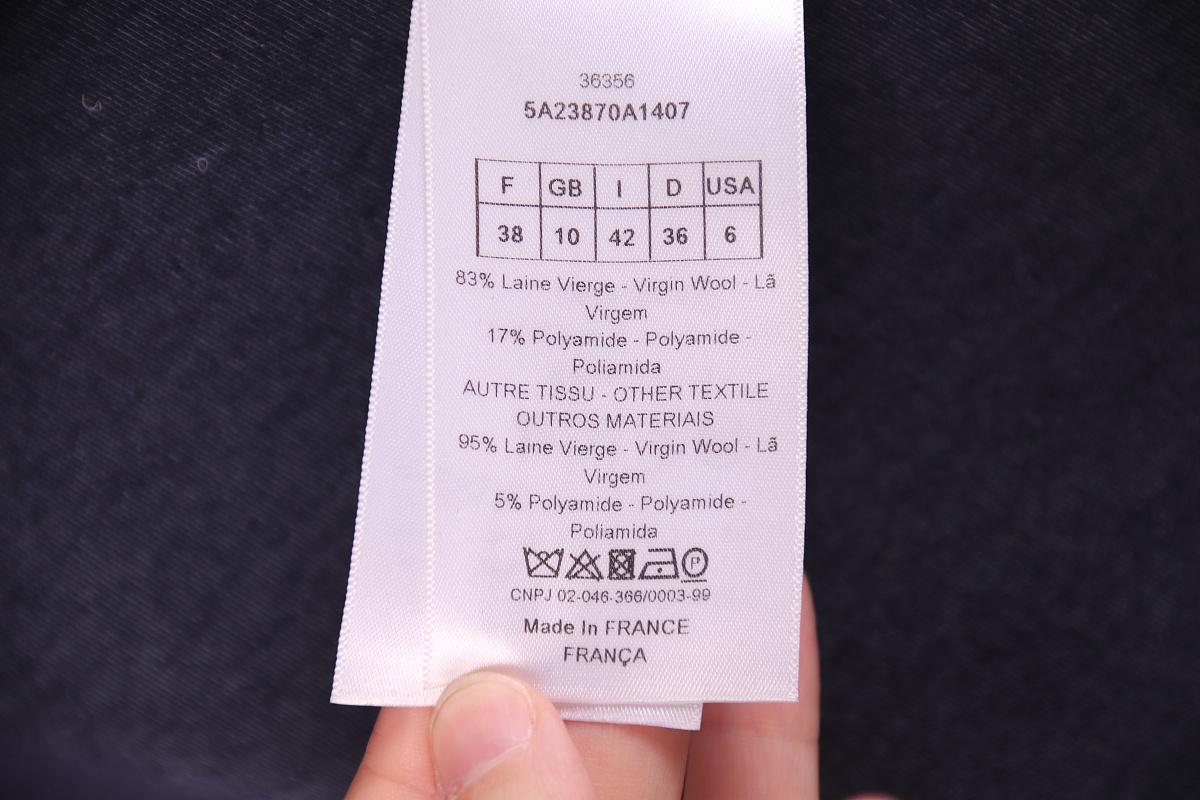 36356
5A23870A1407
F GB I D USA
38 10 42 36 6
83% Laine Vierge - Virgin Wool - Lã
Virgem
17% Polyamide - Polyamide -
Poliamida
AUTRE TISSU - OTHER TEXTILE
OUTROS MATERIAIS
95% Laine Vierge - Virgin Wool - Lã
Virgem
5% Polyamide - Polyamide -
Poliamida
P
CNPJ 02-046-366/0003-99
Made In FRANCE
FRANÇA